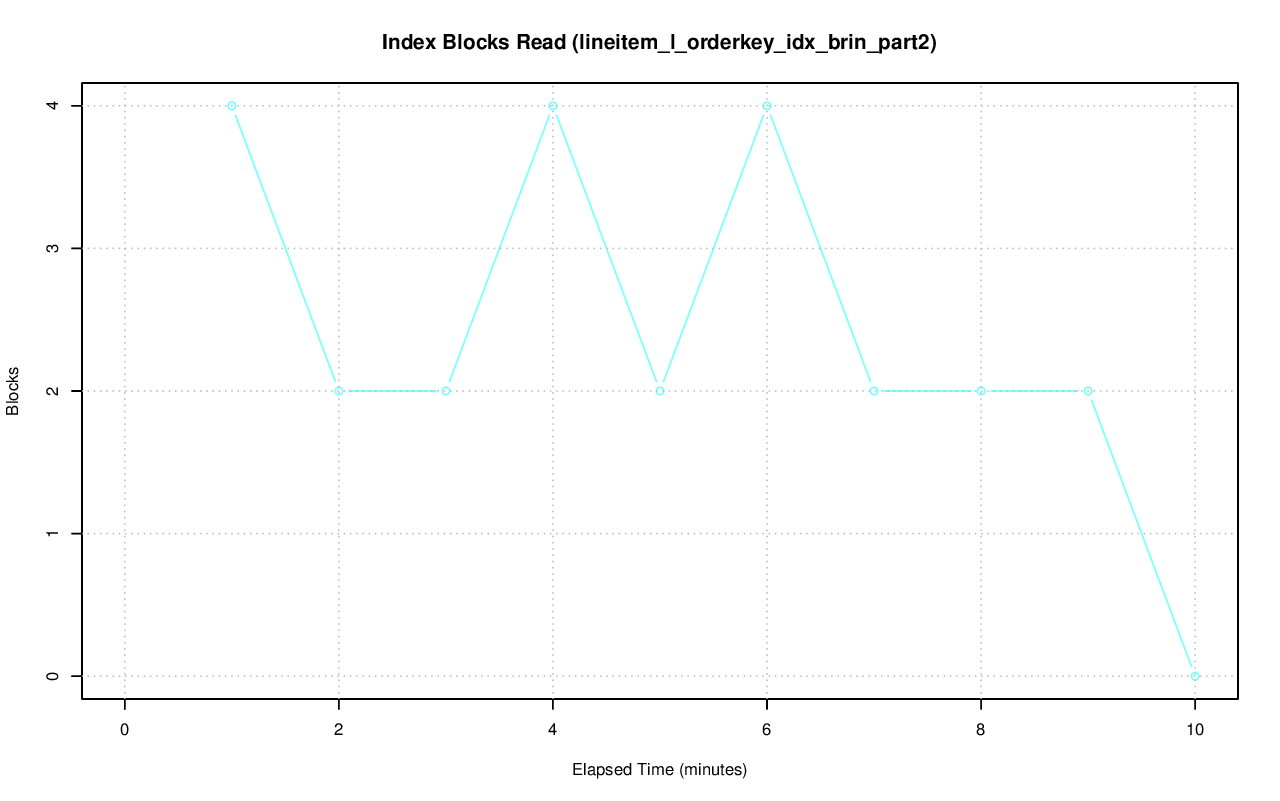 Index Blocks Read (lineitem_l_orderkey_idx_brin_part2)
4
3
2
1
0
Blocks
0 2 4 6 8 10
Elapsed Time (minutes)